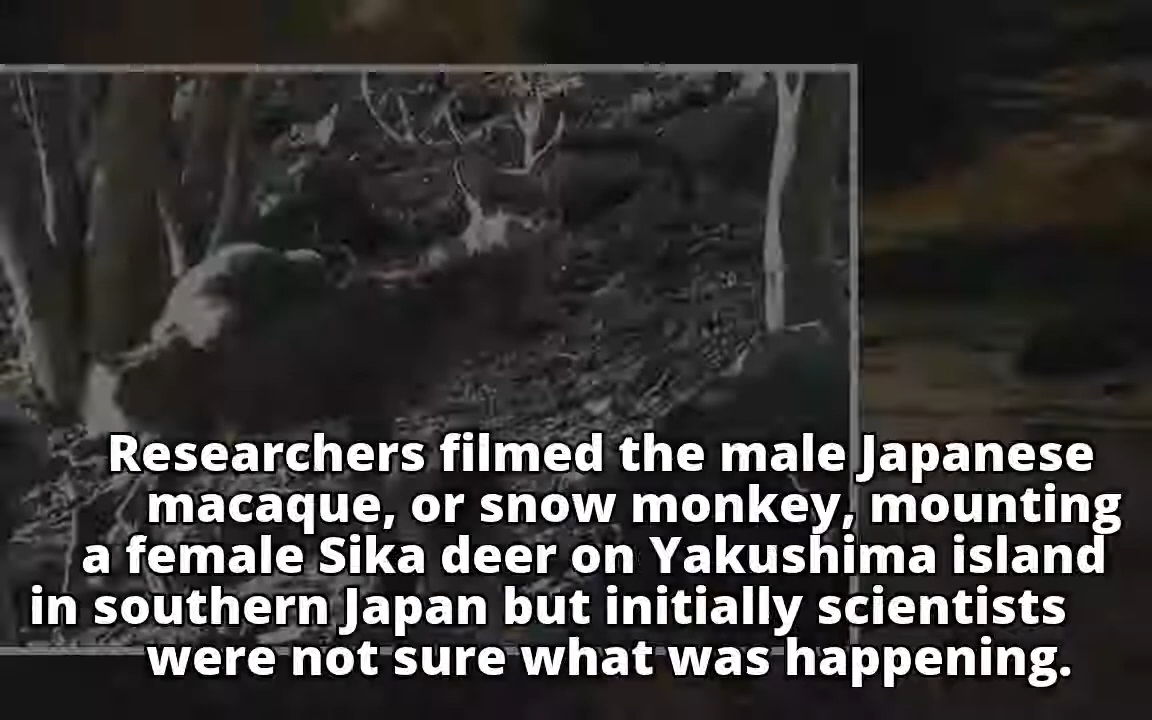 Researchers filmed the male Japanese
macaque, or snow monkey, mounting
a female Sika deer on Yakushima island
in southern Japan but initially scientists
were not sure what was happening.